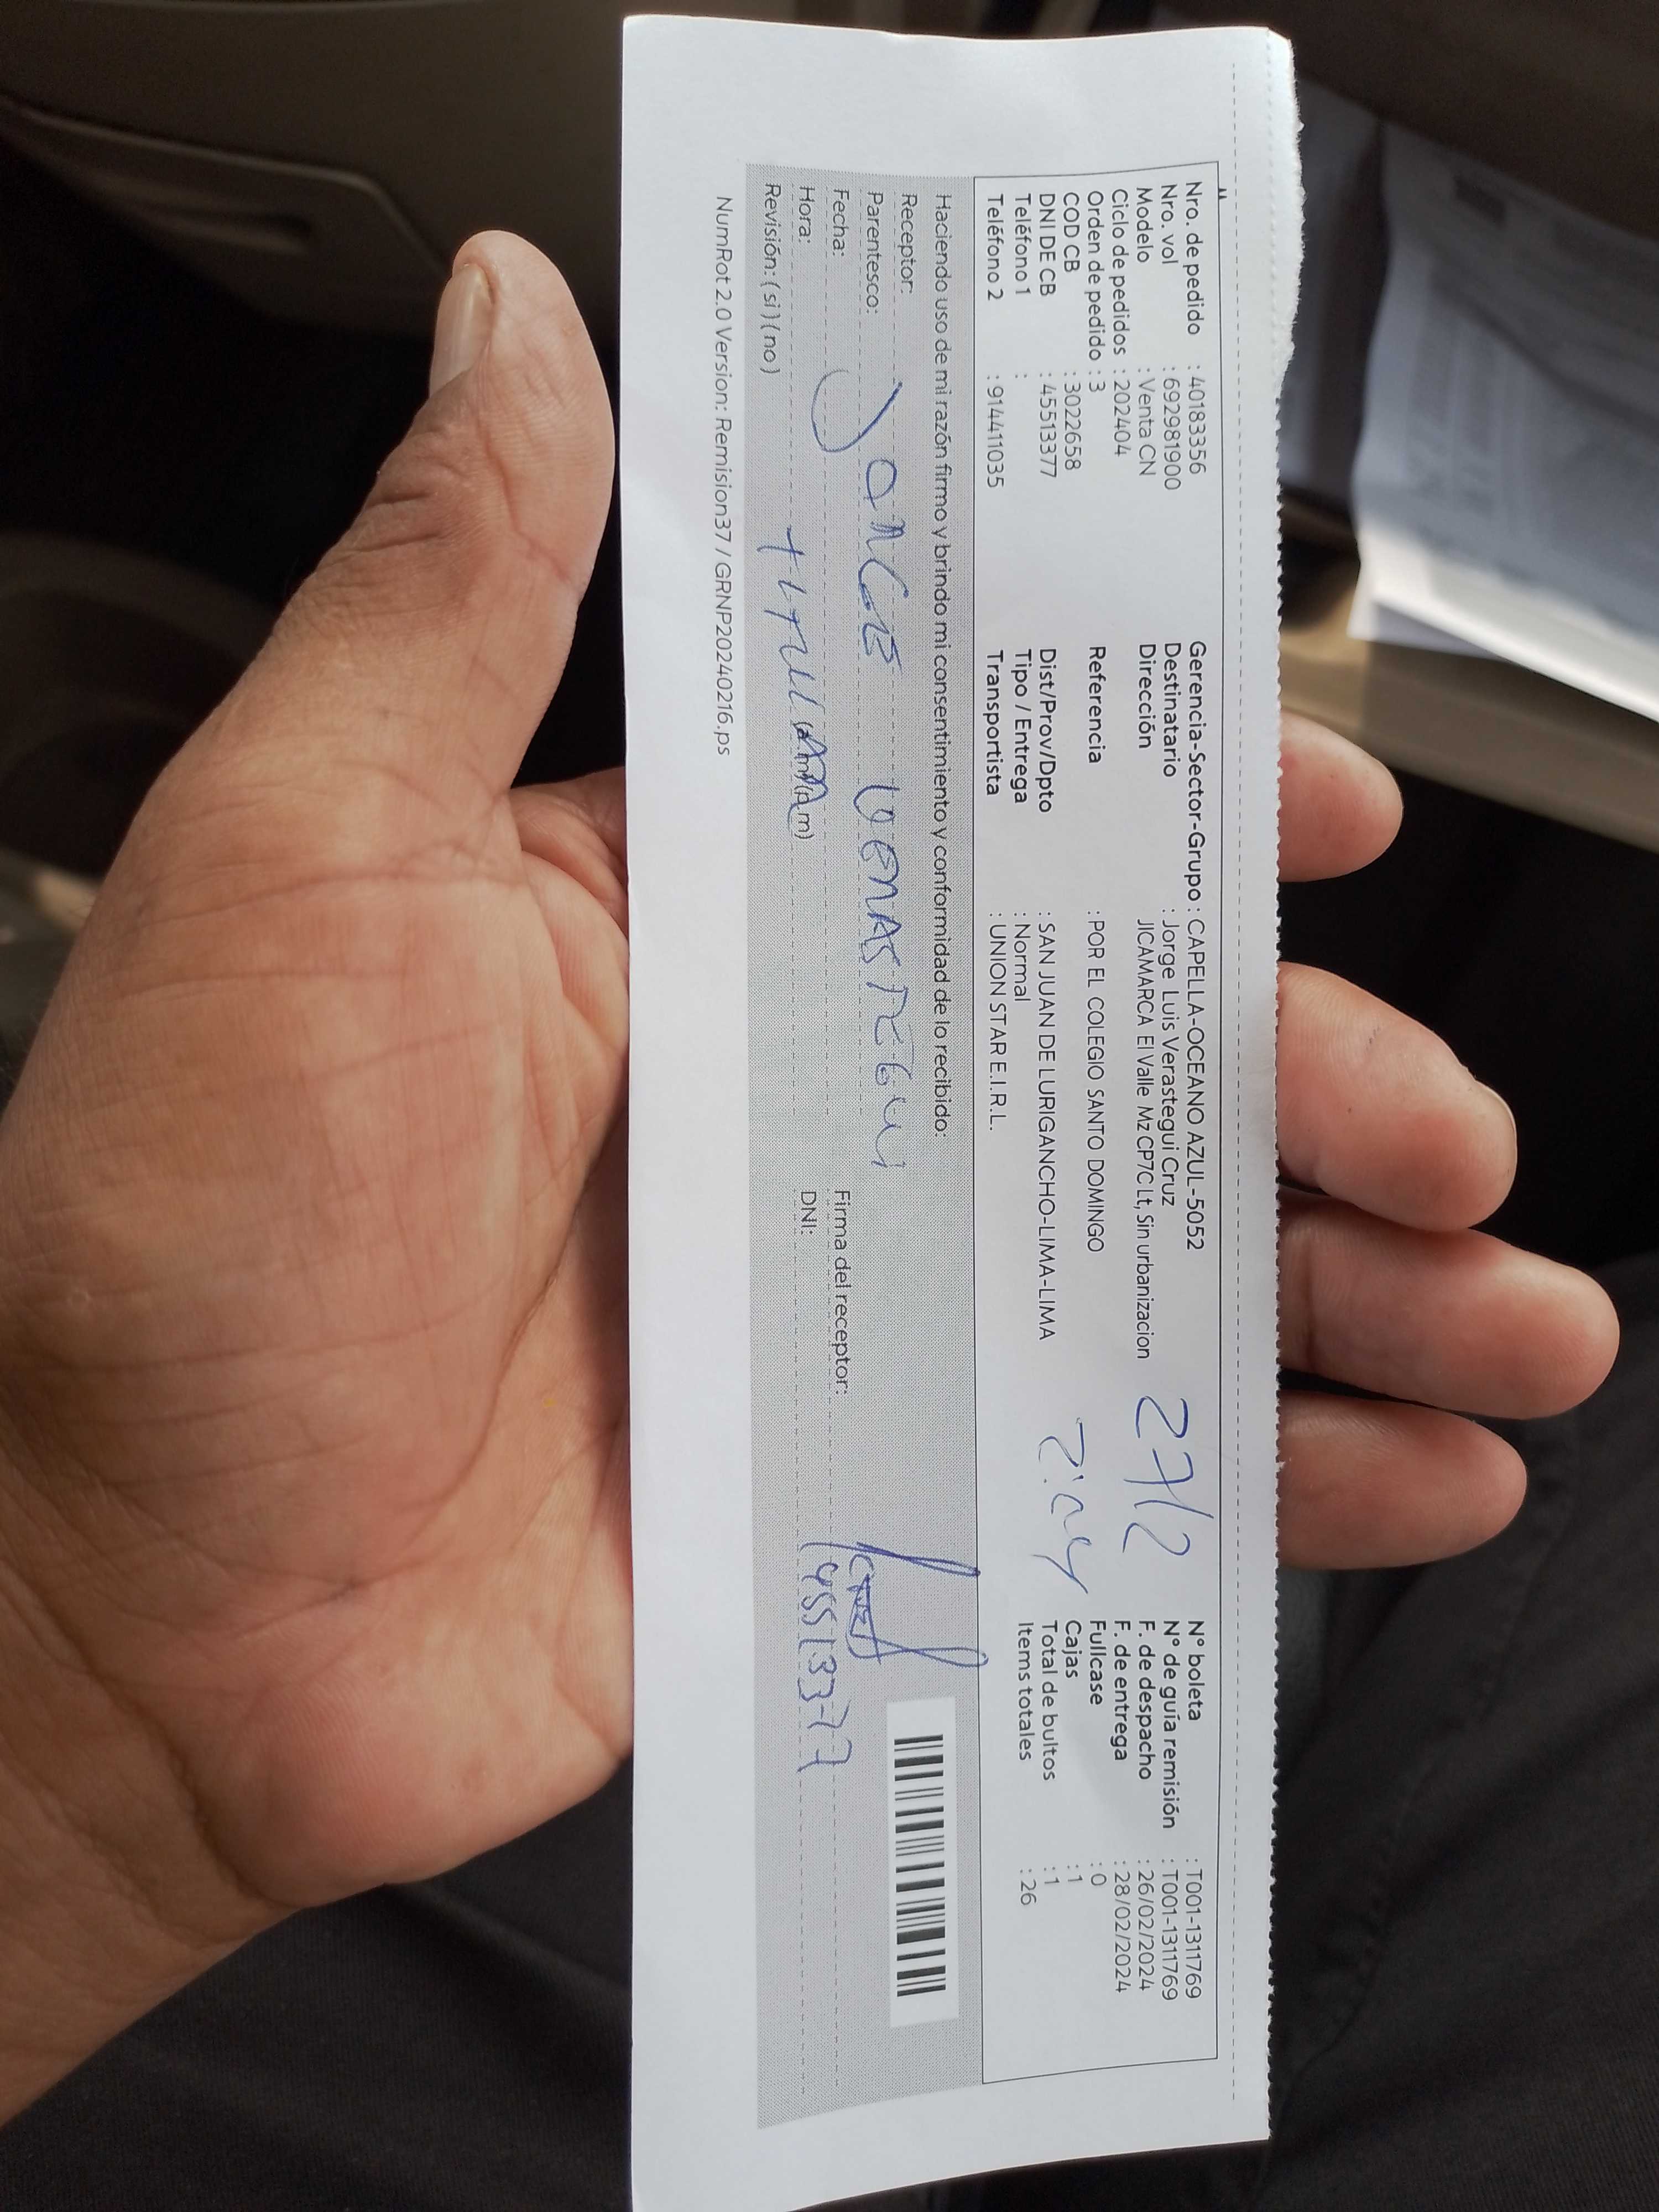 Nro. de pedido : 40183356
Nro. vol : 692981900
Modelo : Venta CN
Ciclo de pedidos : 202404
Orden de pedido : 3
COD CB : 3022658
DNI DE CB : 45513377
Teléfono 1 :
Teléfono 2 : 914411035
Gerencia-Sector-Grupo : CAPELLA-OCEANO AZUL-5052
Destinatario : Jorge Luis Verastegui Cruz
Dirección JICAMARCA El Valle Mz CP7C Lt, Sin urbanizacion
Referencia : POR EL COLEGIO SANTO DOMINGO
Dist/Prov/Dpto : SAN JUAN DE LURIGANCHO-LIMA-LIMA
Tipo / Entrega : Normal
Transportista : UNION STAR E.I.R.L.
27/2
N° boleta : T001-1311769
N° de guía remisión : T001-1311769
F. de despacho : 26/02/2024
F. de entrega : 28/02/2024
Fullcase : 0
Cajas : 1
Total de bultos : 1
Items totales : 26
Haciendo uso de mi razón firmo y brindo mi consentimiento y conformidad de lo recibido:
Receptor: Jorge Verastegui
Parentesco:
Fecha:
Hora: (am/pm)
Revisión: ( si ) ( no )
Firma del receptor:
DNI: 45513377
NumRot 2.0 Version: Remision37 / GRNP20240216.ps